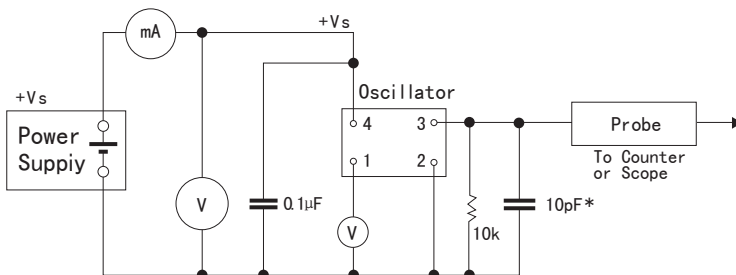 mA
+Vs
Oscillator
+Vs
Power
Suppiy
V
0.1μF
4
3
1
2
V
10k
10pF*
Probe
To Counter
or Scope